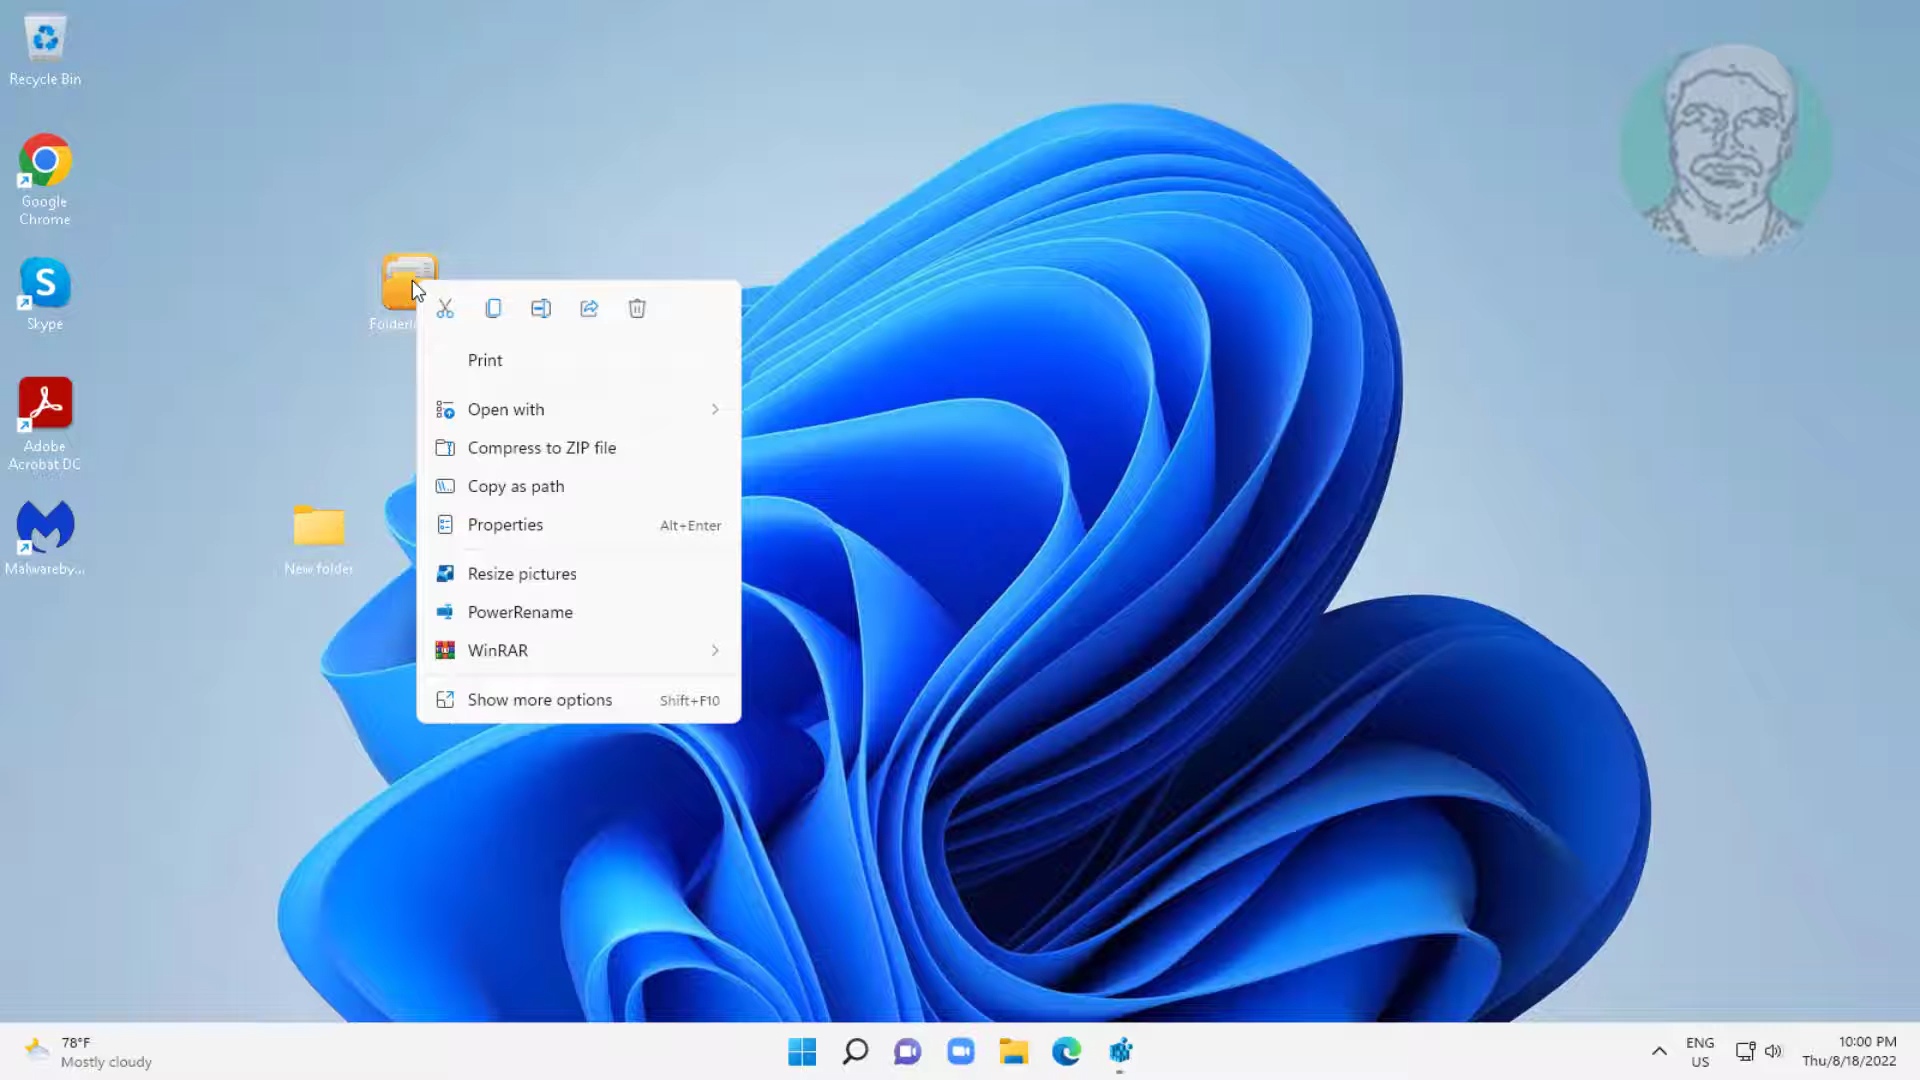 Recycle Bin
Google
Chrome
Skype
Adobe
Acrobat DC
Malwareby...
New folder
Print
Open with
Compress to ZIP file
Copy as path
Properties Alt+Enter
Resize pictures
PowerRename
WinRAR
Show more options Shift+F10
78°F
Mostly cloudy
ENG
US
10:00 PM
Thu/8/18/2022